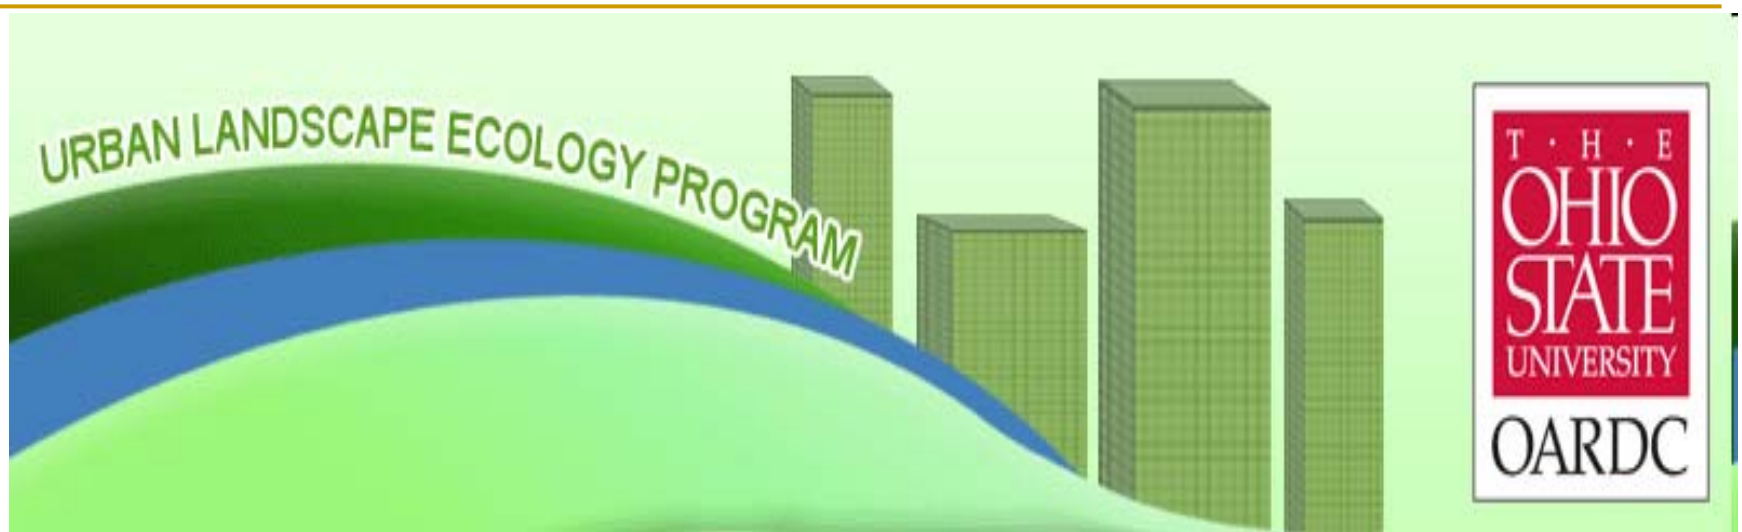 URBAN LANDSCAPE ECOLOGY PROGRAM
T · H · E
OHIO
STATE
UNIVERSITY
OARDC